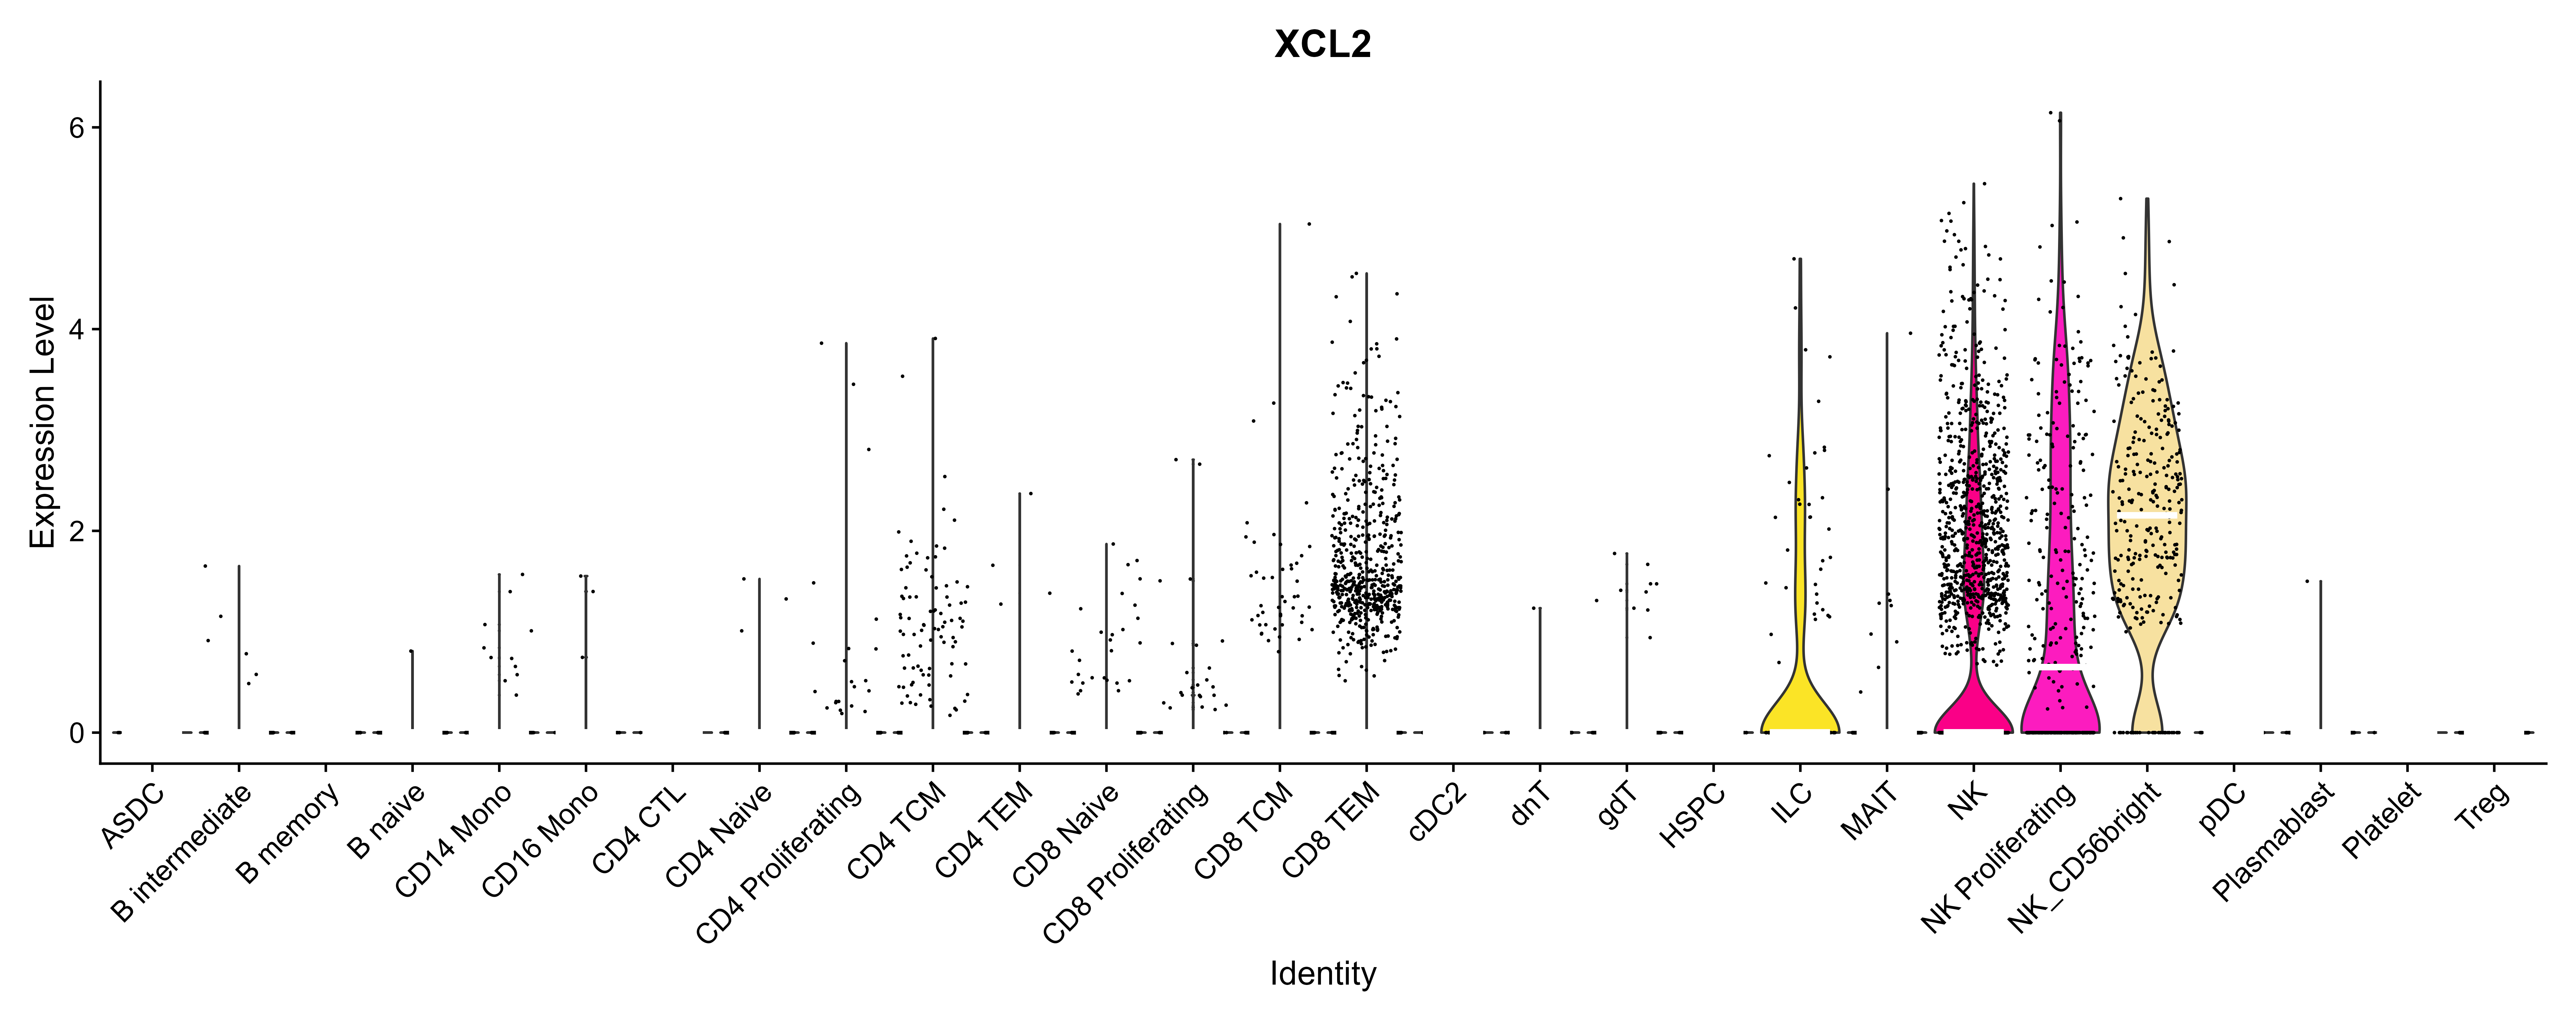 XCL2
Expression Level
6
4
2
0
ASDC
B intermediate
B memory
B naive
CD14 Mono
CD16 Mono
CD4 CTL
CD4 Naive
CD4 Proliferating
CD4 TCM
CD4 TEM
CD8 Naive
CD8 Proliferating
CD8 TCM
CD8 TEM
cDC2
dnT
gdT
HSPC
ILC
MAIT
NK
NK Proliferating
NK_CD56bright
pDC
Plasmablast
Platelet
Treg
Identity